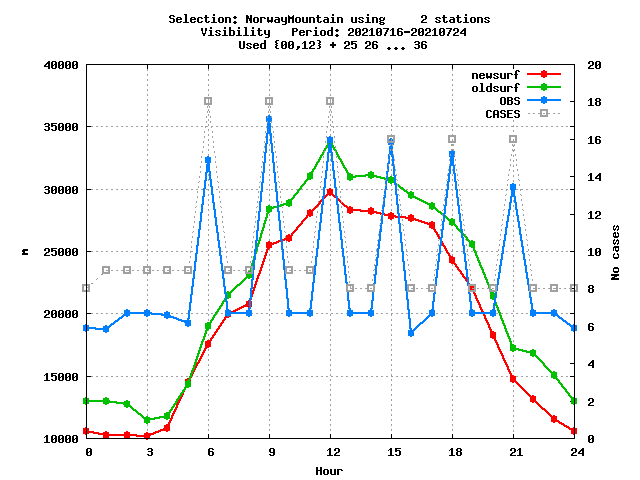 Selection: NorwayMountain using     2 stations
Visibility   Period: 20210716-20210724
Used {00,12} + 25 26 ... 36
newsurf
oldsurf
OBS
CASES
40000
35000
30000
25000
20000
15000
10000
m
20
18
16
14
12
10
8
6
4
2
0
No cases
0 3 6 9 12 15 18 21 24
Hour